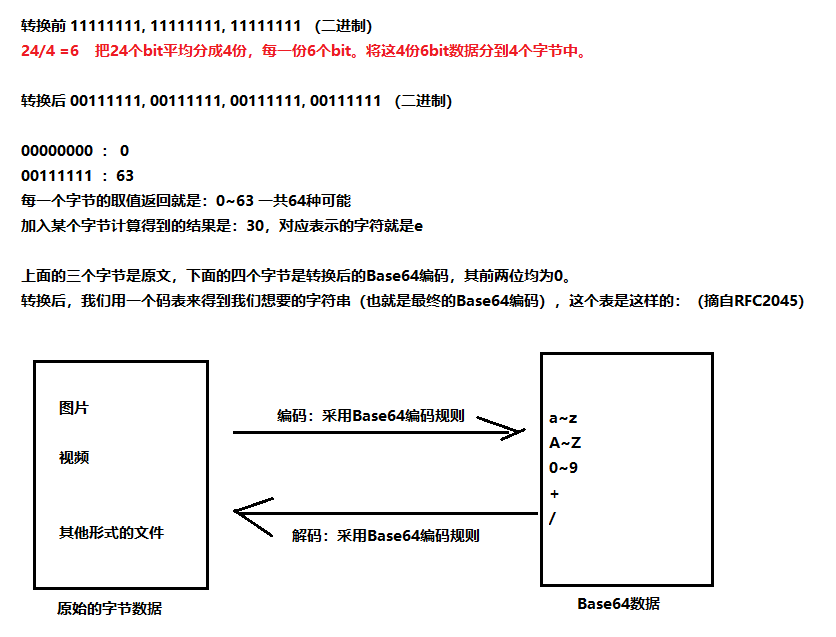 转换前 11111111, 11111111, 11111111 （二进制）
24/4 =6 把24个bit平均分成4份，每一份6个bit。将这4份6bit数据分到4个字节中。
转换后 00111111, 00111111, 00111111, 00111111 （二进制）
00000000 ： 0
00111111 ：63
每一个字节的取值返回就是：0~63 一共64种可能
加入某个字节计算得到的结果是：30，对应表示的字符就是e
上面的三个字节是原文，下面的四个字节是转换后的Base64编码，其前两位均为0。
转换后，我们用一个码表来得到我们想要的字符串（也就是最终的Base64编码），这个表是这样的：（摘自RFC2045）
图片
视频
其他形式的文件
原始的字节数据
编码：采用Base64编码规则
解码：采用Base64编码规则
a~z
A~Z
0~9
+
/
Base64数据